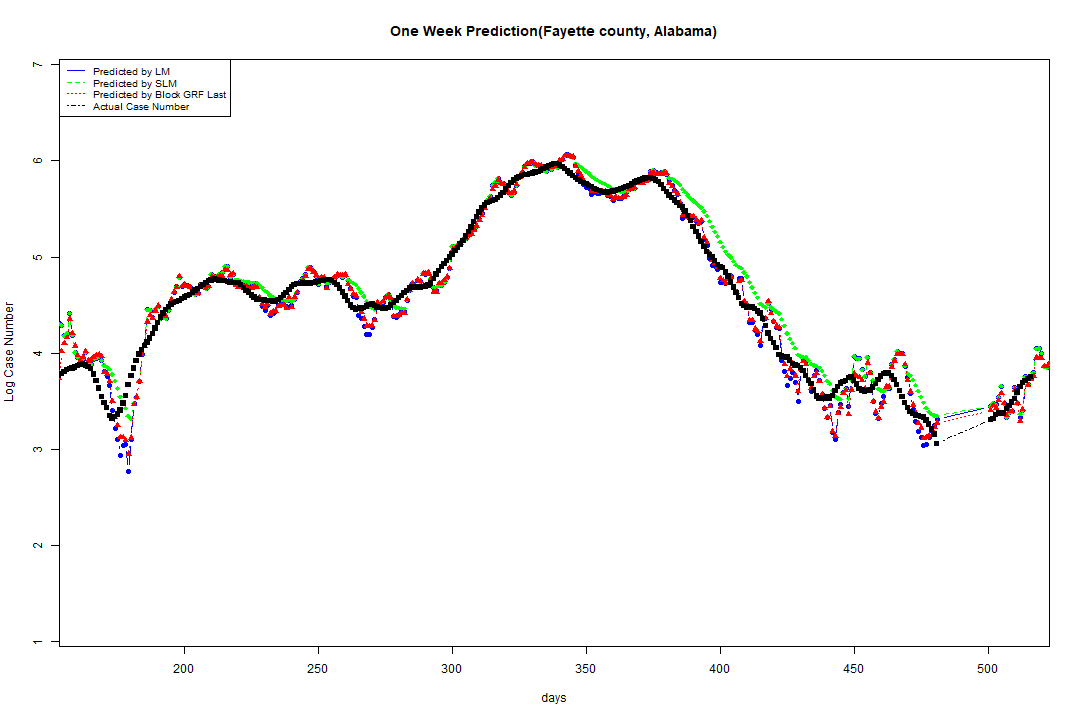 One Week Prediction(Fayette county, Alabama)
Predicted by LM
Predicted by SLM
Predicted by Block GRF Last
Actual Case Number
Log Case Number
7
6
5
4
3
2
1
200 250 300 350 400 450 500
days